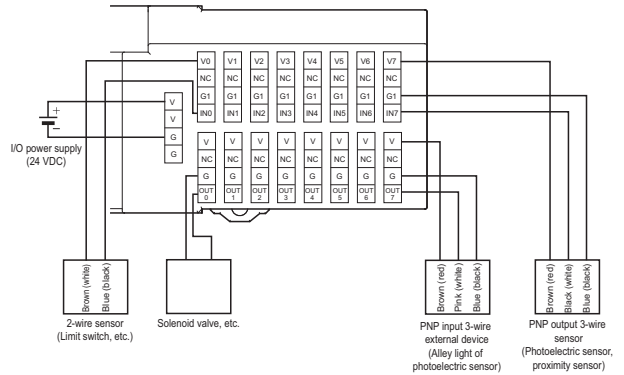 V0 V1 V2 V3 V4 V5 V6 V7
NC NC NC NC NC NC NC NC
G1 G1 G1 G1 G1 G1 G1 G1
IN0 IN1 IN2 IN3 IN4 IN5 IN6 IN7
V
V
G
G
+
−
I/O power supply
(24 VDC)
V V V V V V V V
NC NC NC NC NC NC NC NC
G G G G G G G G
OUT OUT OUT OUT OUT OUT OUT OUT
0 1 2 3 4 5 6 7
Brown (white)
Blue (black)
2-wire sensor
(Limit switch, etc.)
Solenoid valve, etc.
Brown (red)
Pink (white)
Blue (black)
PNP input 3-wire
external device
(Alley light of
photoelectric sensor)
Brown (red)
Black (white)
Blue (black)
PNP output 3-wire
sensor
(Photoelectric sensor,
proximity sensor)